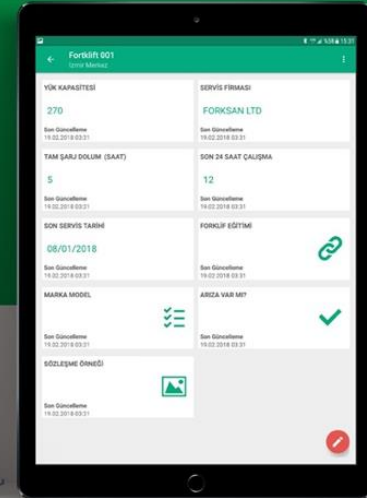 %58 15:31
Fortklift 001
İzmir Merkez
YÜK KAPASİTESİ
270
Son Güncelleme
19.02.2018 03:31
SERVİS FİRMASI
FORKSAN LTD
Son Güncelleme
19.02.2018 03:31
TAM ŞARJ DOLUM (SAAT)
5
Son Güncelleme
19.02.2018 03:31
SON 24 SAAT ÇALIŞMA
12
Son Güncelleme
19.02.2018 03:31
SON SERVİS TARİHİ
08/01/2018
Son Güncelleme
19.02.2018 03:31
FORKLİF EĞİTİMİ
Son Güncelleme
19.02.2018 03:31
MARKA MODEL
Son Güncelleme
19.02.2018 03:31
ARIZA VAR MI?
Son Güncelleme
19.02.2018 03:31
SÖZLEŞME ÖRNEĞİ
Son Güncelleme
19.02.2018 03:31